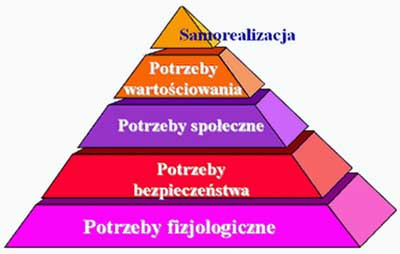 Samorealizacja
Potrzeby
wartościowania
Potrzeby społeczne
Potrzeby
bezpieczeństwa
Potrzeby fizjologiczne